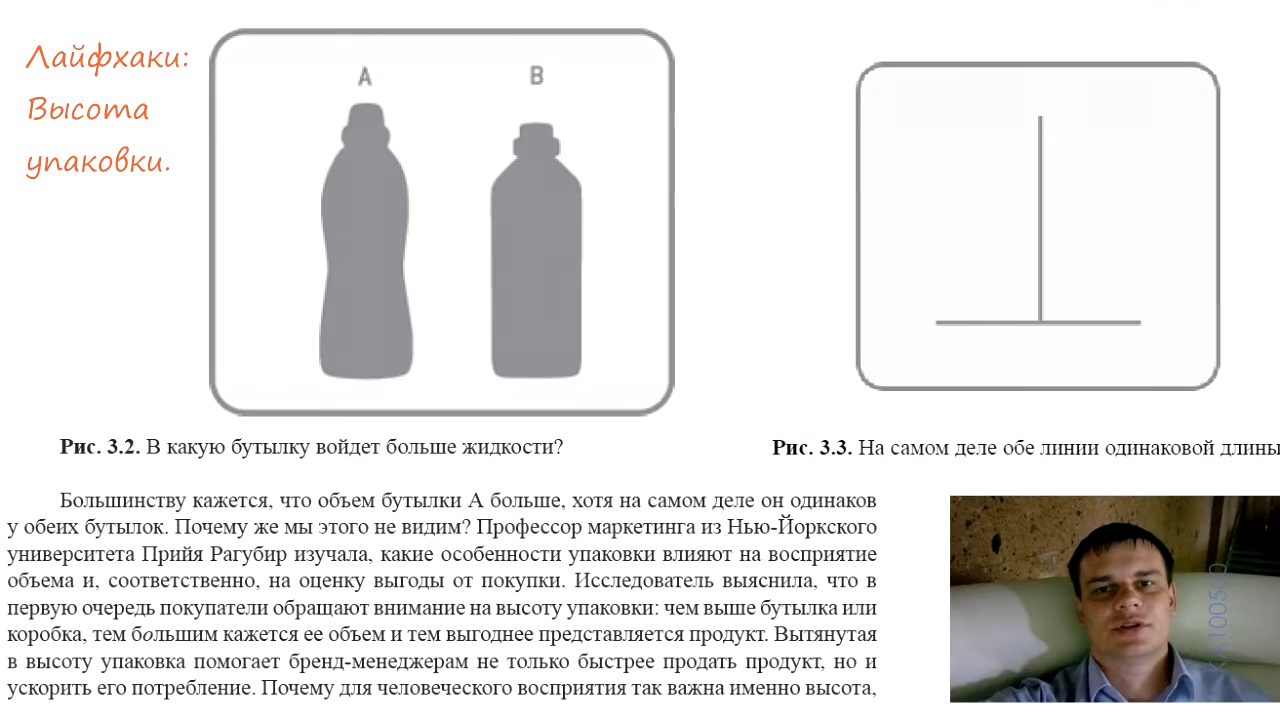 Лайфхаки:
Высота
упаковки.
A
B
Рис. 3.2. В какую бутылку войдет больше жидкости?
Рис. 3.3. На самом деле обе линии одинаковой длины
Большинству кажется, что объем бутылки А больше, хотя на самом деле он одинаков
у обеих бутылок. Почему же мы этого не видим? Профессор маркетинга из Нью-Йоркского
университета Прийя Рагубир изучала, какие особенности упаковки влияют на восприятие
объема и, соответственно, на оценку выгоды от покупки. Исследователь выяснила, что в
первую очередь покупатели обращают внимание на высоту упаковки: чем выше бутылка или
коробка, тем большим кажется ее объем и тем выгоднее представляется продукт. Вытянутая
в высоту упаковка помогает бренд-менеджерам не только быстрее продать продукт, но и
ускорить его потребление. Почему для человеческого восприятия так важна именно высота,